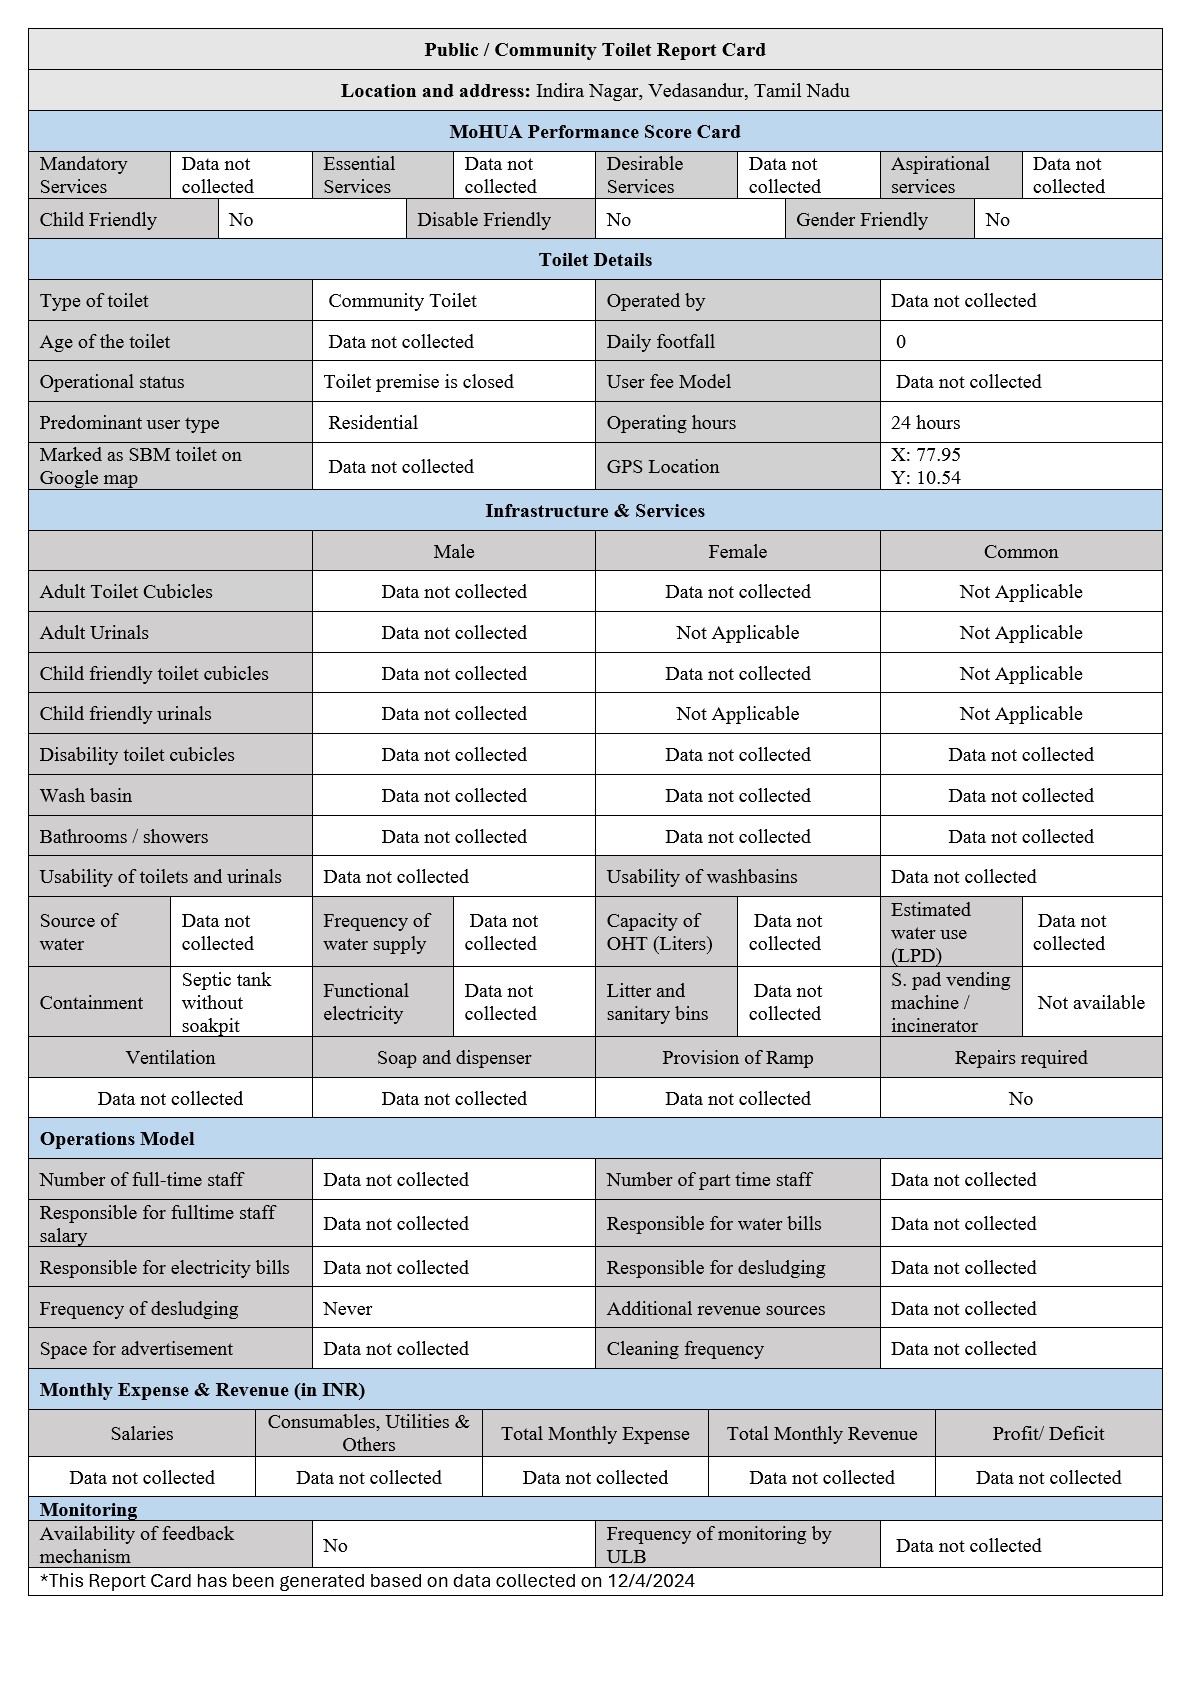 Public / Community Toilet Report Card
Location and address: Indira Nagar, Vedasandur, Tamil Nadu
MoHUA Performance Score Card
Mandatory Services Data not collected Essential Services Data not collected Desirable Services Data not collected Aspirational services Data not collected
Child Friendly No Disable Friendly No Gender Friendly No
Toilet Details
Type of toilet Community Toilet Operated by Data not collected
Age of the toilet Data not collected Daily footfall 0
Operational status Toilet premise is closed User fee Model Data not collected
Predominant user type Residential Operating hours 24 hours
Marked as SBM toilet on Google map Data not collected GPS Location X: 77.95 Y: 10.54
Infrastructure & Services
Male Female Common
Adult Toilet Cubicles Data not collected Data not collected Not Applicable
Adult Urinals Data not collected Not Applicable Not Applicable
Child friendly toilet cubicles Data not collected Data not collected Not Applicable
Child friendly urinals Data not collected Not Applicable Not Applicable
Disability toilet cubicles Data not collected Data not collected Data not collected
Wash basin Data not collected Data not collected Data not collected
Bathrooms / showers Data not collected Data not collected Data not collected
Usability of toilets and urinals Data not collected Usability of washbasins Data not collected
Source of water Data not collected Frequency of water supply Data not collected Capacity of OHT (Liters) Data not collected Estimated water use (LPD) Data not collected
Containment Septic tank without soakpit Functional electricity Data not collected Litter and sanitary bins Data not collected S. pad vending machine / incinerator Not available
Ventilation Soap and dispenser Provision of Ramp Repairs required
Data not collected Data not collected Data not collected No
Operations Model
Number of full-time staff Data not collected Number of part time staff Data not collected
Responsible for fulltime staff salary Data not collected Responsible for water bills Data not collected
Responsible for electricity bills Data not collected Responsible for desludging Data not collected
Frequency of desludging Never Additional revenue sources Data not collected
Space for advertisement Data not collected Cleaning frequency Data not collected
Monthly Expense & Revenue (in INR)
Salaries Consumables, Utilities & Others Total Monthly Expense Total Monthly Revenue Profit/ Deficit
Data not collected Data not collected Data not collected Data not collected Data not collected
Monitoring
Availability of feedback mechanism No Frequency of monitoring by ULB Data not collected
*This Report Card has been generated based on data collected on 12/4/2024